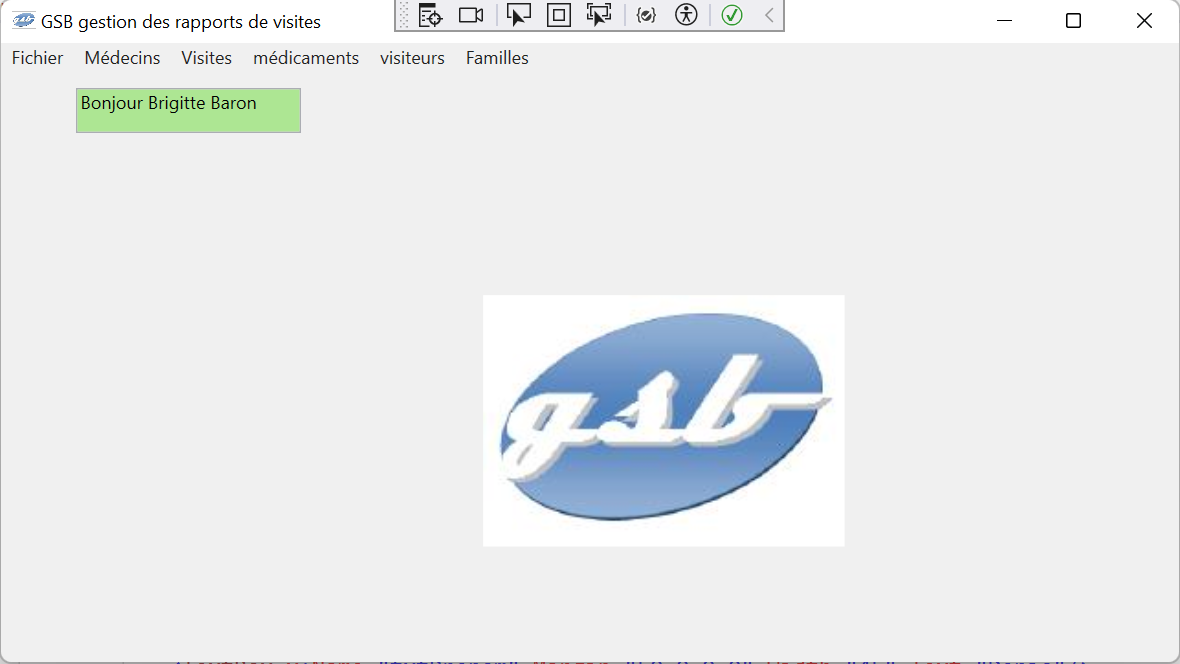 GSB gestion des rapports de visites
Fichier Médecins Visites médicaments visiteurs Familles
Bonjour Brigitte Baron
gsb